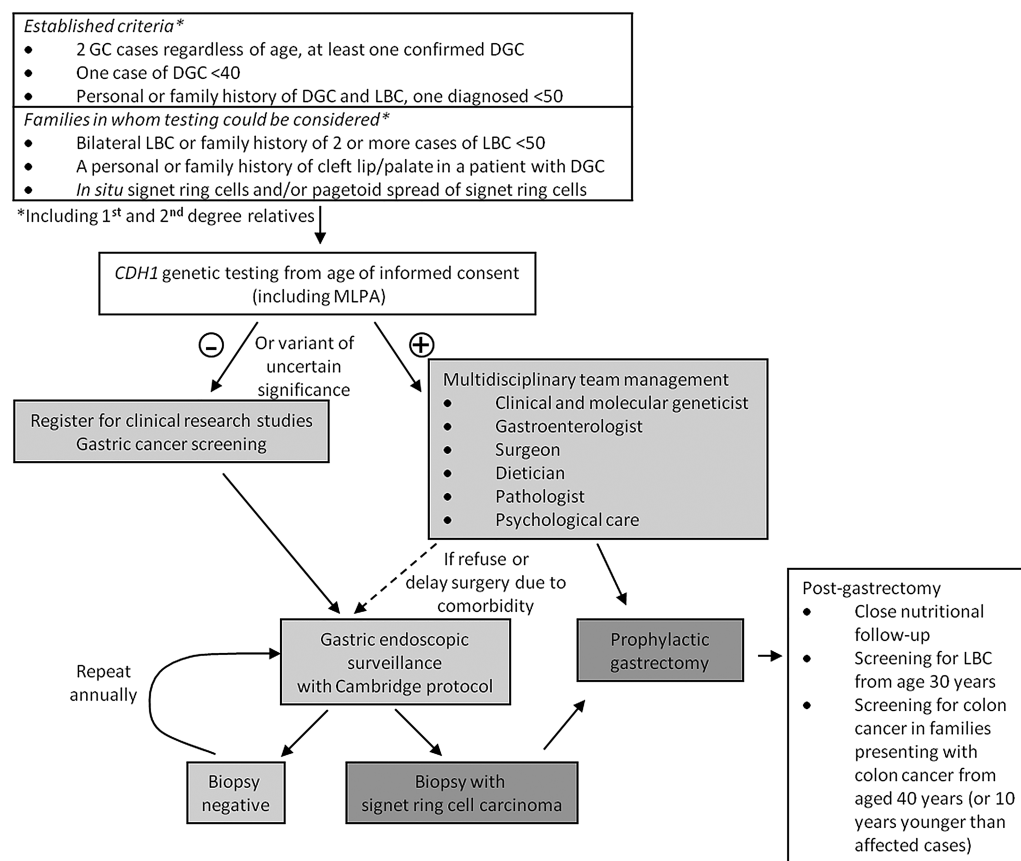 Established criteria*
● 2 GC cases regardless of age, at least one confirmed DGC
● One case of DGC <40
● Personal or family history of DGC and LBC, one diagnosed <50
Families in whom testing could be considered*
● Bilateral LBC or family history of 2 or more cases of LBC <50
● A personal or family history of cleft lip/palate in a patient with DGC
● In situ signet ring cells and/or pagetoid spread of signet ring cells
*Including 1st and 2nd degree relatives
CDH1 genetic testing from age of informed consent
(including MLPA)
-
Or variant of
uncertain
significance
+
Register for clinical research studies
Gastric cancer screening
Multidisciplinary team management
● Clinical and molecular geneticist
● Gastroenterologist
● Surgeon
● Dietician
● Pathologist
● Psychological care
If refuse or
delay surgery due to
comorbidity
Gastric endoscopic
surveillance
with Cambridge protocol
Prophylactic
gastrectomy
Repeat
annually
Biopsy
negative
Biopsy with
signet ring cell carcinoma
Post-gastrectomy
● Close nutritional
follow-up
● Screening for LBC
from age 30 years
● Screening for colon
cancer in families
presenting with
colon cancer from
aged 40 years (or 10
years younger than
affected cases)